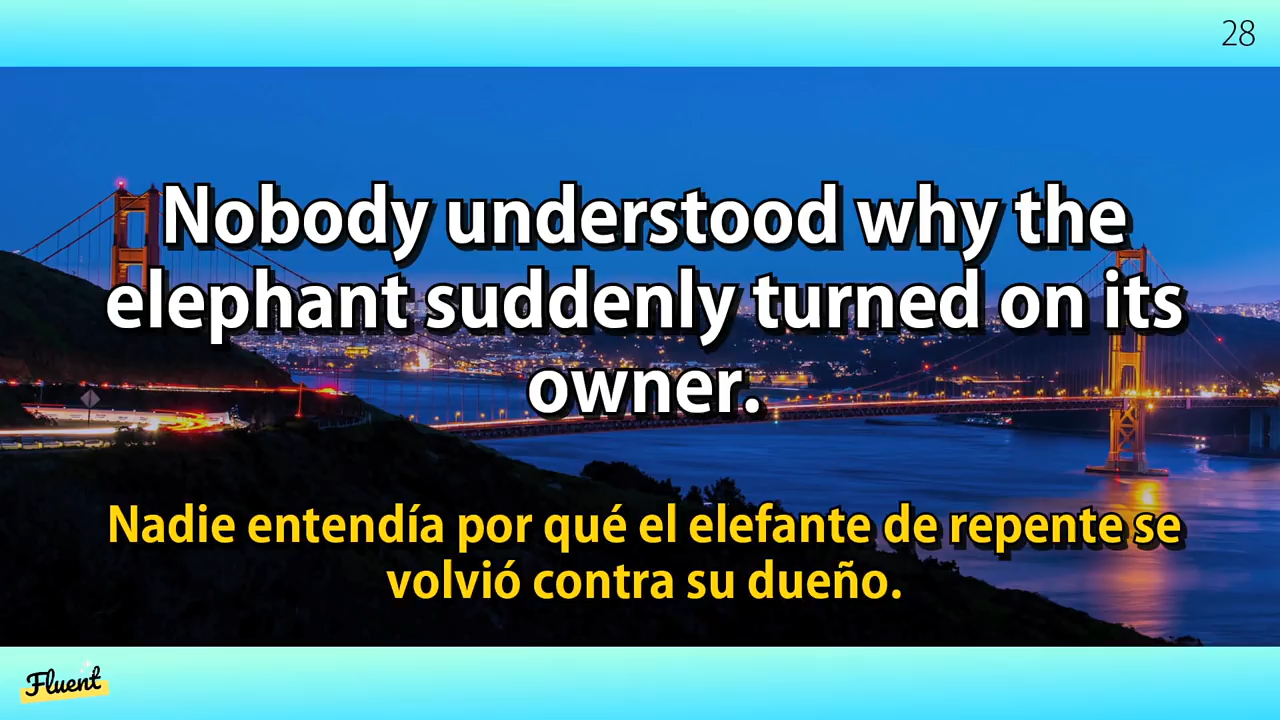 28
Nobody understood why the
elephant suddenly turned on its
owner.
Nadie entendía por qué el elefante de repente se
volvió contra su dueño.
Fluent